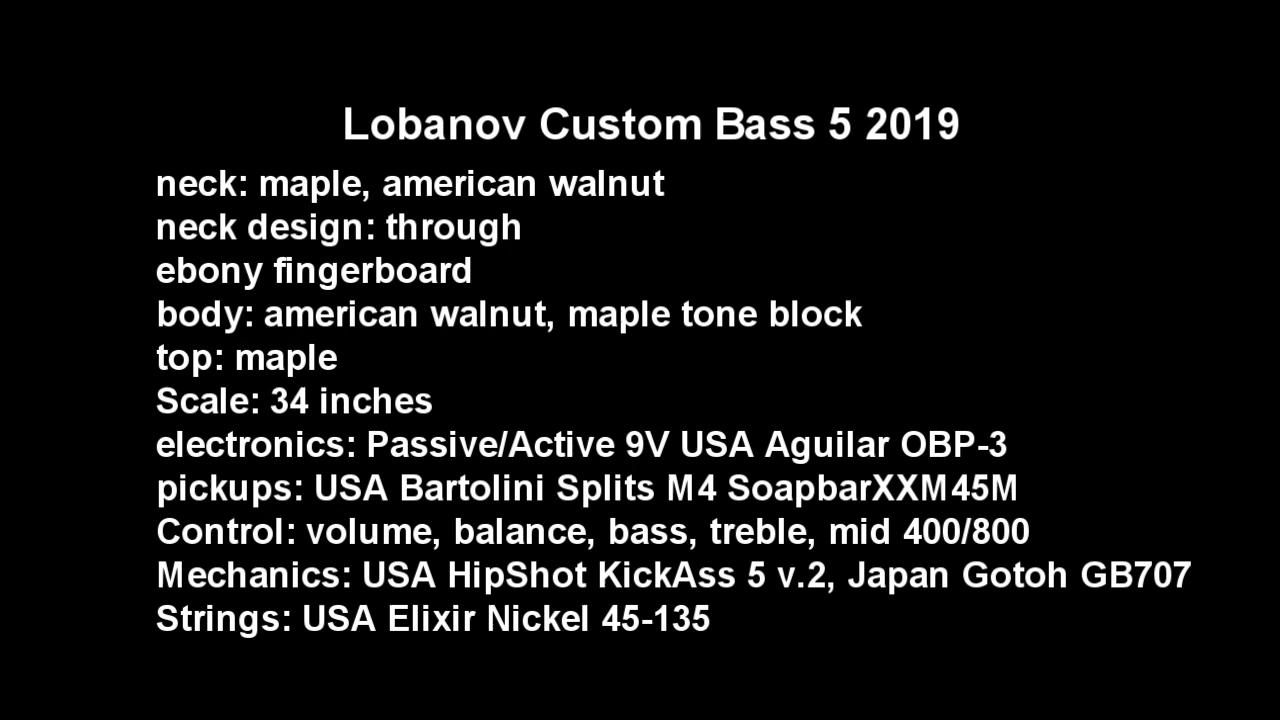 Lobanov Custom Bass 5 2019
neck: maple, american walnut
neck design: through
ebony fingerboard
body: american walnut, maple tone block
top: maple
Scale: 34 inches
electronics: Passive/Active 9V USA Aguilar OBP-3
pickups: USA Bartolini Splits M4 SoapbarXXM45M
Control: volume, balance, bass, treble, mid 400/800
Mechanics: USA HipShot KickAss 5 v.2, Japan Gotoh GB707
Strings: USA Elixir Nickel 45-135